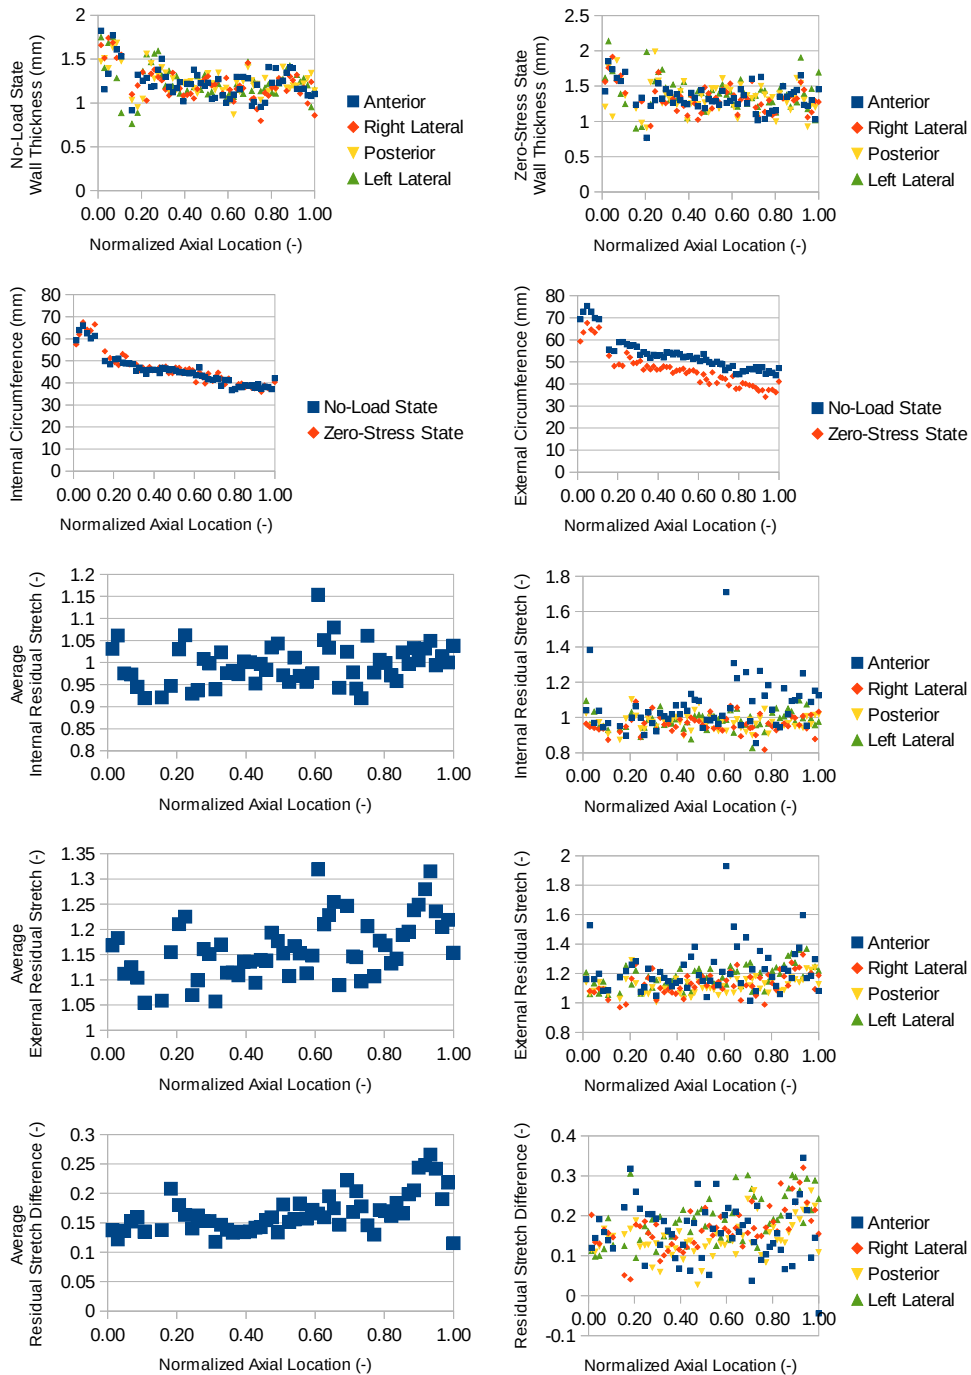 No-Load State
Wall Thickness (mm)
2
1.5
1
0.5
0
0.00 0.20 0.40 0.60 0.80 1.00
Normalized Axial Location (-)
Anterior
Right Lateral
Posterior
Left Lateral
Zero-Stress State
Wall Thickness (mm)
2.5
2
1.5
1
0.5
0
0.00 0.20 0.40 0.60 0.80 1.00
Normalized Axial Location (-)
Anterior
Right Lateral
Posterior
Left Lateral
Internal Circumference (mm)
80
70
60
50
40
30
20
10
0
0.00 0.20 0.40 0.60 0.80 1.00
Normalized Axial Location (-)
External Circumference (mm)
80
70
60
50
40
30
20
10
0
0.00 0.20 0.40 0.60 0.80 1.00
Normalized Axial Location (-)
No-Load State
Zero-Stress State
No-Load State
Zero-Stress State
Average
Internal Residual Stretch (-)
1.2
1.15
1.1
1.05
1
0.95
0.9
0.85
0.8
0.00 0.20 0.40 0.60 0.80 1.00
Normalized Axial Location (-)
Internal Residual Stretch (-)
1.8
1.6
1.4
1.2
1
0.8
0.00 0.20 0.40 0.60 0.80 1.00
Normalized Axial Location (-)
Anterior
Right Lateral
Posterior
Left Lateral
Average
External Residual Stretch (-)
1.35
1.3
1.25
1.2
1.15
1.1
1.05
1
0.00 0.20 0.40 0.60 0.80 1.00
Normalized Axial Location (-)
External Residual Stretch (-)
2
1.8
1.6
1.4
1.2
1
0.8
0.00 0.20 0.40 0.60 0.80 1.00
Normalized Axial Location (-)
Anterior
Right Lateral
Posterior
Left Lateral
Average
Residual Stretch Difference (-)
0.3
0.25
0.2
0.15
0.1
0.05
0
0.00 0.20 0.40 0.60 0.80 1.00
Normalized Axial Location (-)
Residual Stretch Difference (-)
0.4
0.3
0.2
0.1
0
-0.1
0.00 0.20 0.40 0.60 0.80 1.00
Normalized Axial Location (-)
Anterior
Right Lateral
Posterior
Left Lateral